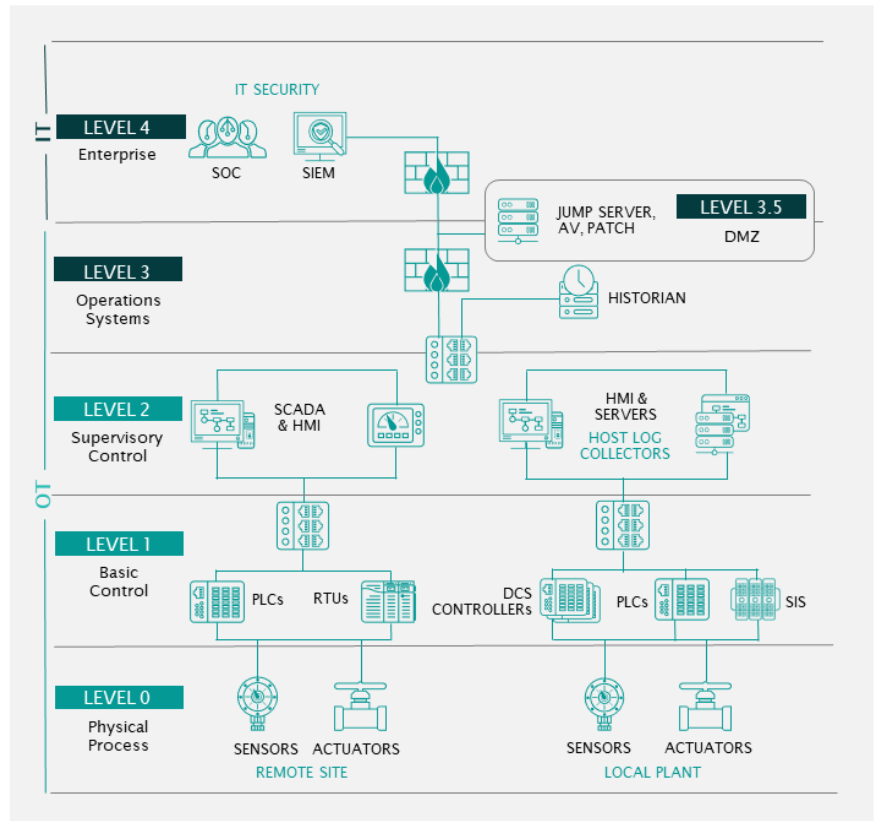 IT SECURITY
IT
LEVEL 4
Enterprise
SOC
SIEM
JUMP SERVER,
AV, PATCH
LEVEL 3.5
DMZ
LEVEL 3
Operations
Systems
HISTORIAN
OT
LEVEL 2
Supervisory
Control
SCADA
& HMI
HMI &
SERVERS
HOST LOG
COLLECTORS
LEVEL 1
Basic
Control
PLCs
RTUs
DCS
CONTROLLERs
PLCs
SIS
LEVEL 0
Physical
Process
SENSORS
ACTUATORS
REMOTE SITE
SENSORS
ACTUATORS
LOCAL PLANT